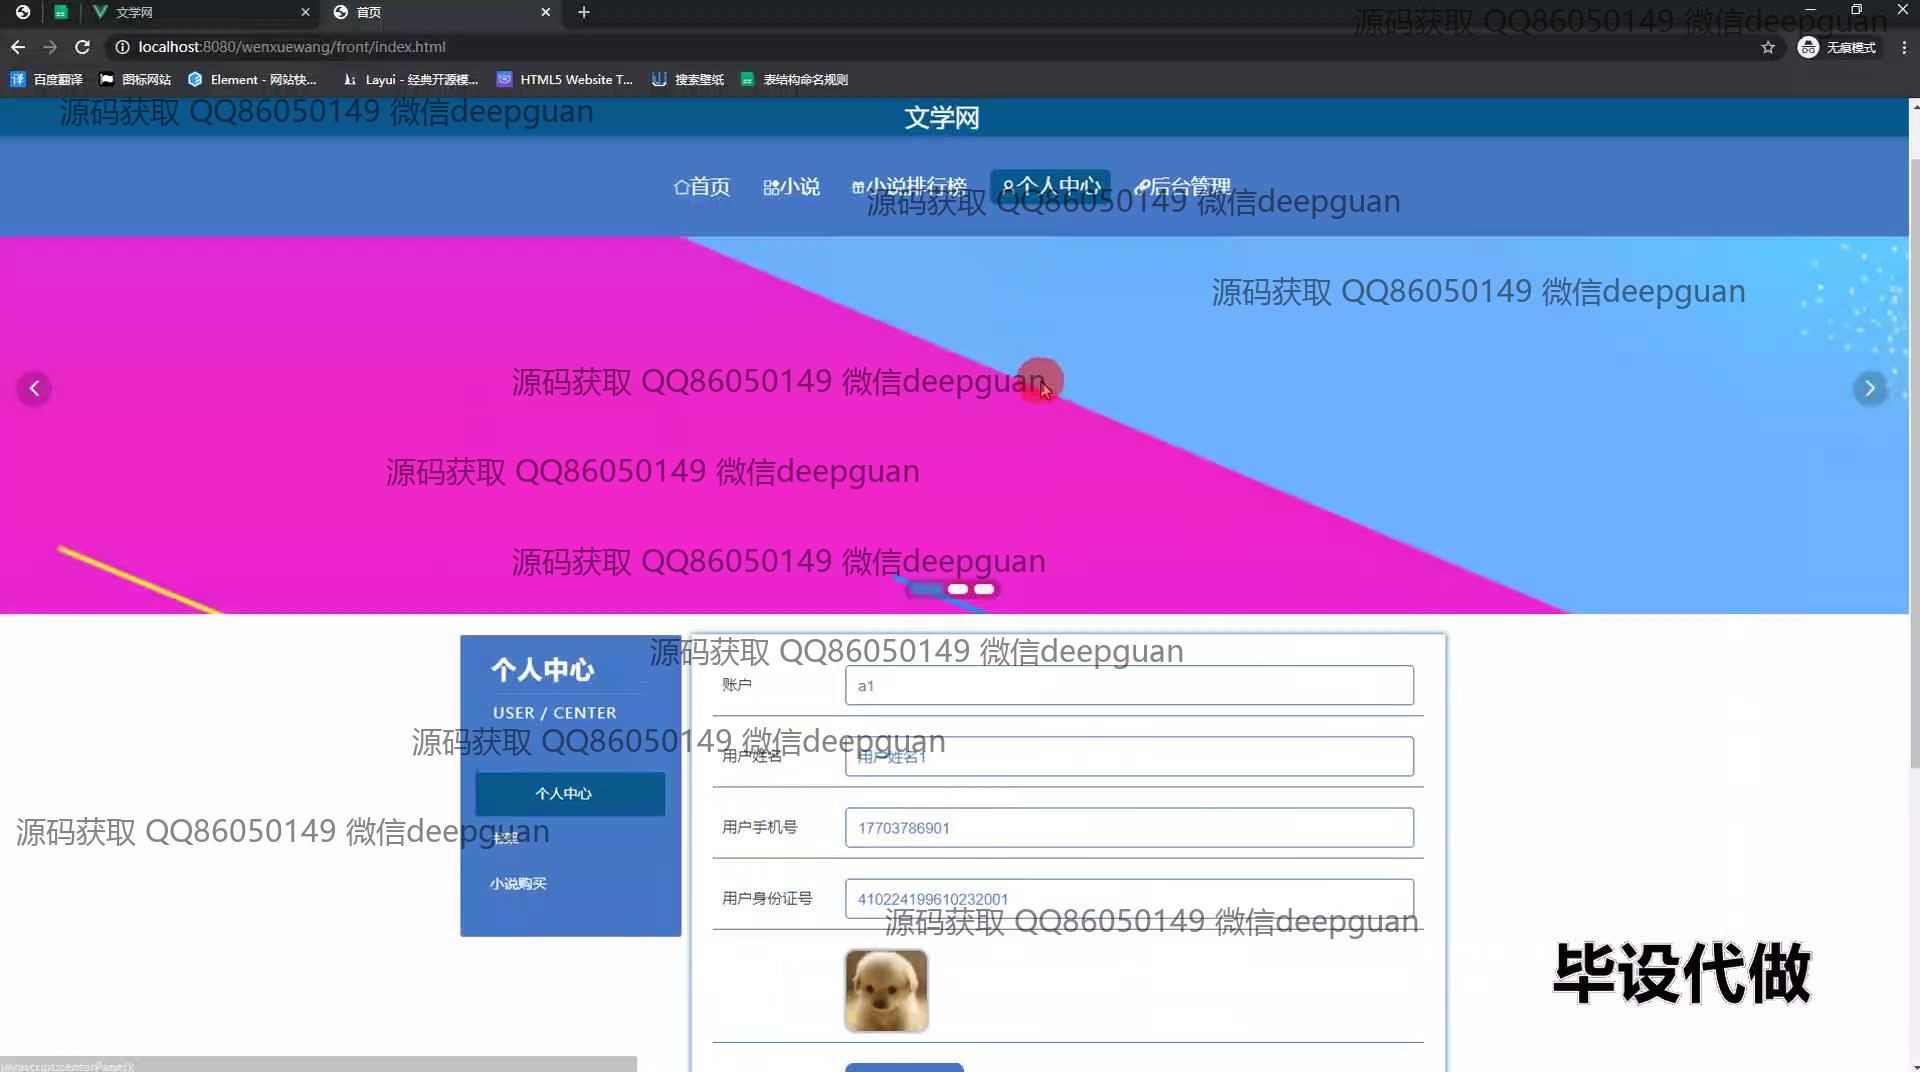 文学网
首页
源码获取 QQ86050149 微信deepguan
localhost:8080/wenxuewang/front/index.html
无痕模式
百度翻译
图标网站
Element - 网站快...
Layui - 经典开源模...
HTML5 Website T...
搜索壁纸
表结构命名规则
源码获取 QQ86050149 微信deepguan
文学网
首页
小说
小说排行榜
个人中心
后台管理
源码获取 QQ86050149 微信deepguan
源码获取 QQ86050149 微信deepguan
源码获取 QQ86050149 微信deepguan
源码获取 QQ86050149 微信deepguan
源码获取 QQ86050149 微信deepguan
源码获取 QQ86050149 微信deepguan
个人中心
USER / CENTER
账户
a1
源码获取 QQ86050149 微信deepguan
用户姓名
用户姓名1
个人中心
用户手机号
17703786901
源码获取 QQ86050149 微信deepguan
书架
小说购买
用户身份证号
410224199610232001
源码获取 QQ86050149 微信deepguan
毕设代做
javascript:centerPage()